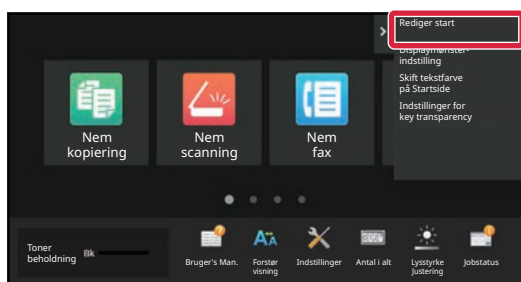 Rediger start
Displaymønster-
indstilling
Skift tekstfarve
på Startside
Indstillinger for
key transparency
Nem
kopiering
Nem
scanning
Nem
fax
Toner
beholdning
Bk
Bruger's Man.
Forstør
visning
Indstillinger
Antal i alt
Lysstyrke
Justering
Jobstatus